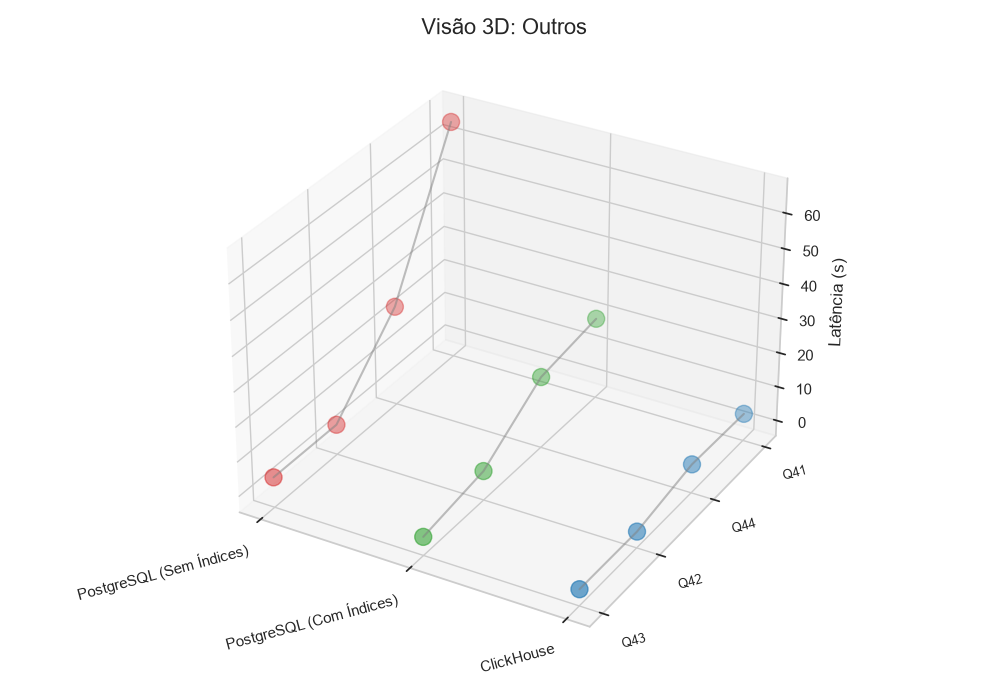 Visão 3D: Outros
60
50
40
30
20
10
0
Latência (s)
Q41
Q44
Q42
Q43
PostgreSQL (Sem Índices)
PostgreSQL (Com Índices)
ClickHouse